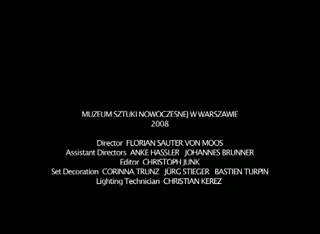 MUZEUM SZTUKI NOWOCZESNEJ W WARSZAWIE
2008
Director FLORIAN SAUTER VON MOOS
Assistant Directors ANKE HASSLER JOHANNES BRUNNER
Editor CHRISTOPH JUNK
Set Decoration CORINNA TRUNZ JÜRG STIEGER BASTIEN TURPIN
Lighting Technician CHRISTIAN KEREZ